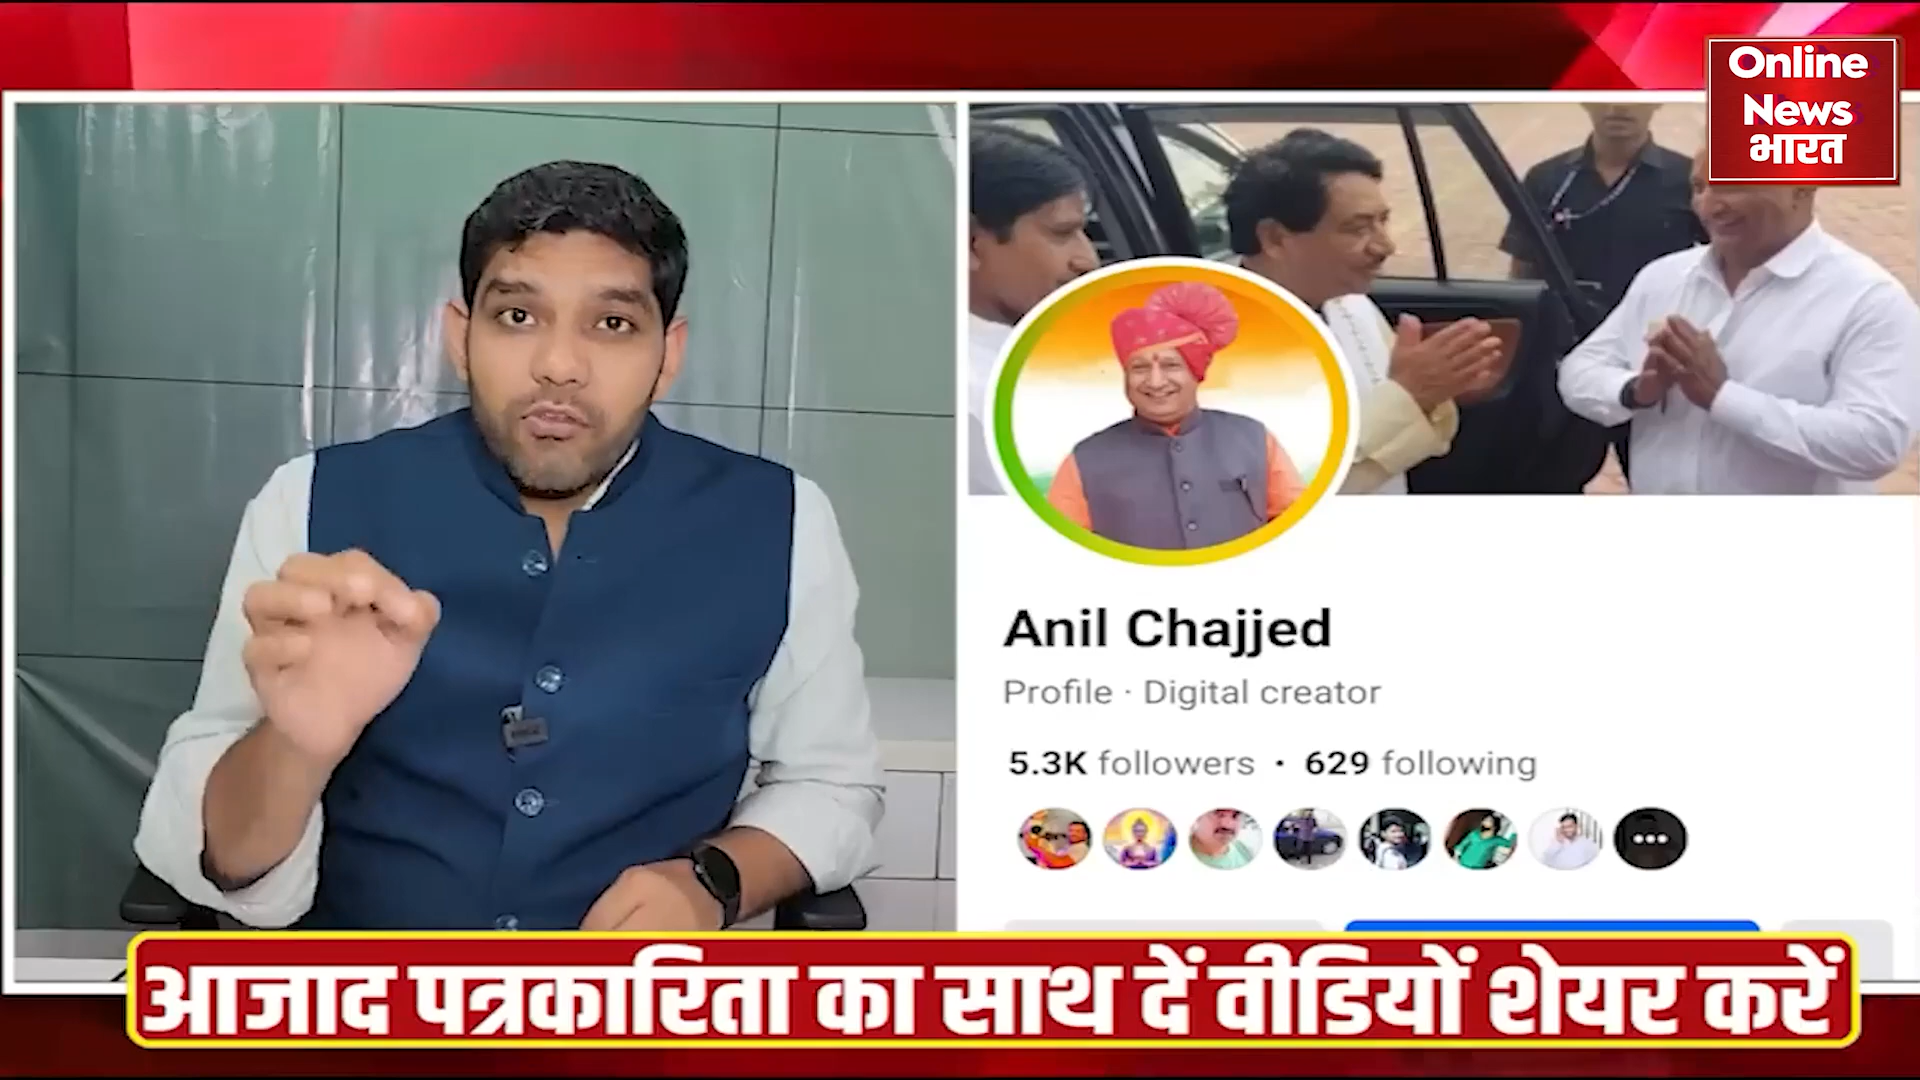 Online
News
भारत
Anil Chajjed
Profile · Digital creator
5.3K followers · 629 following
आजाद पत्रकारिता का साथ दें वीडियों शेयर करें